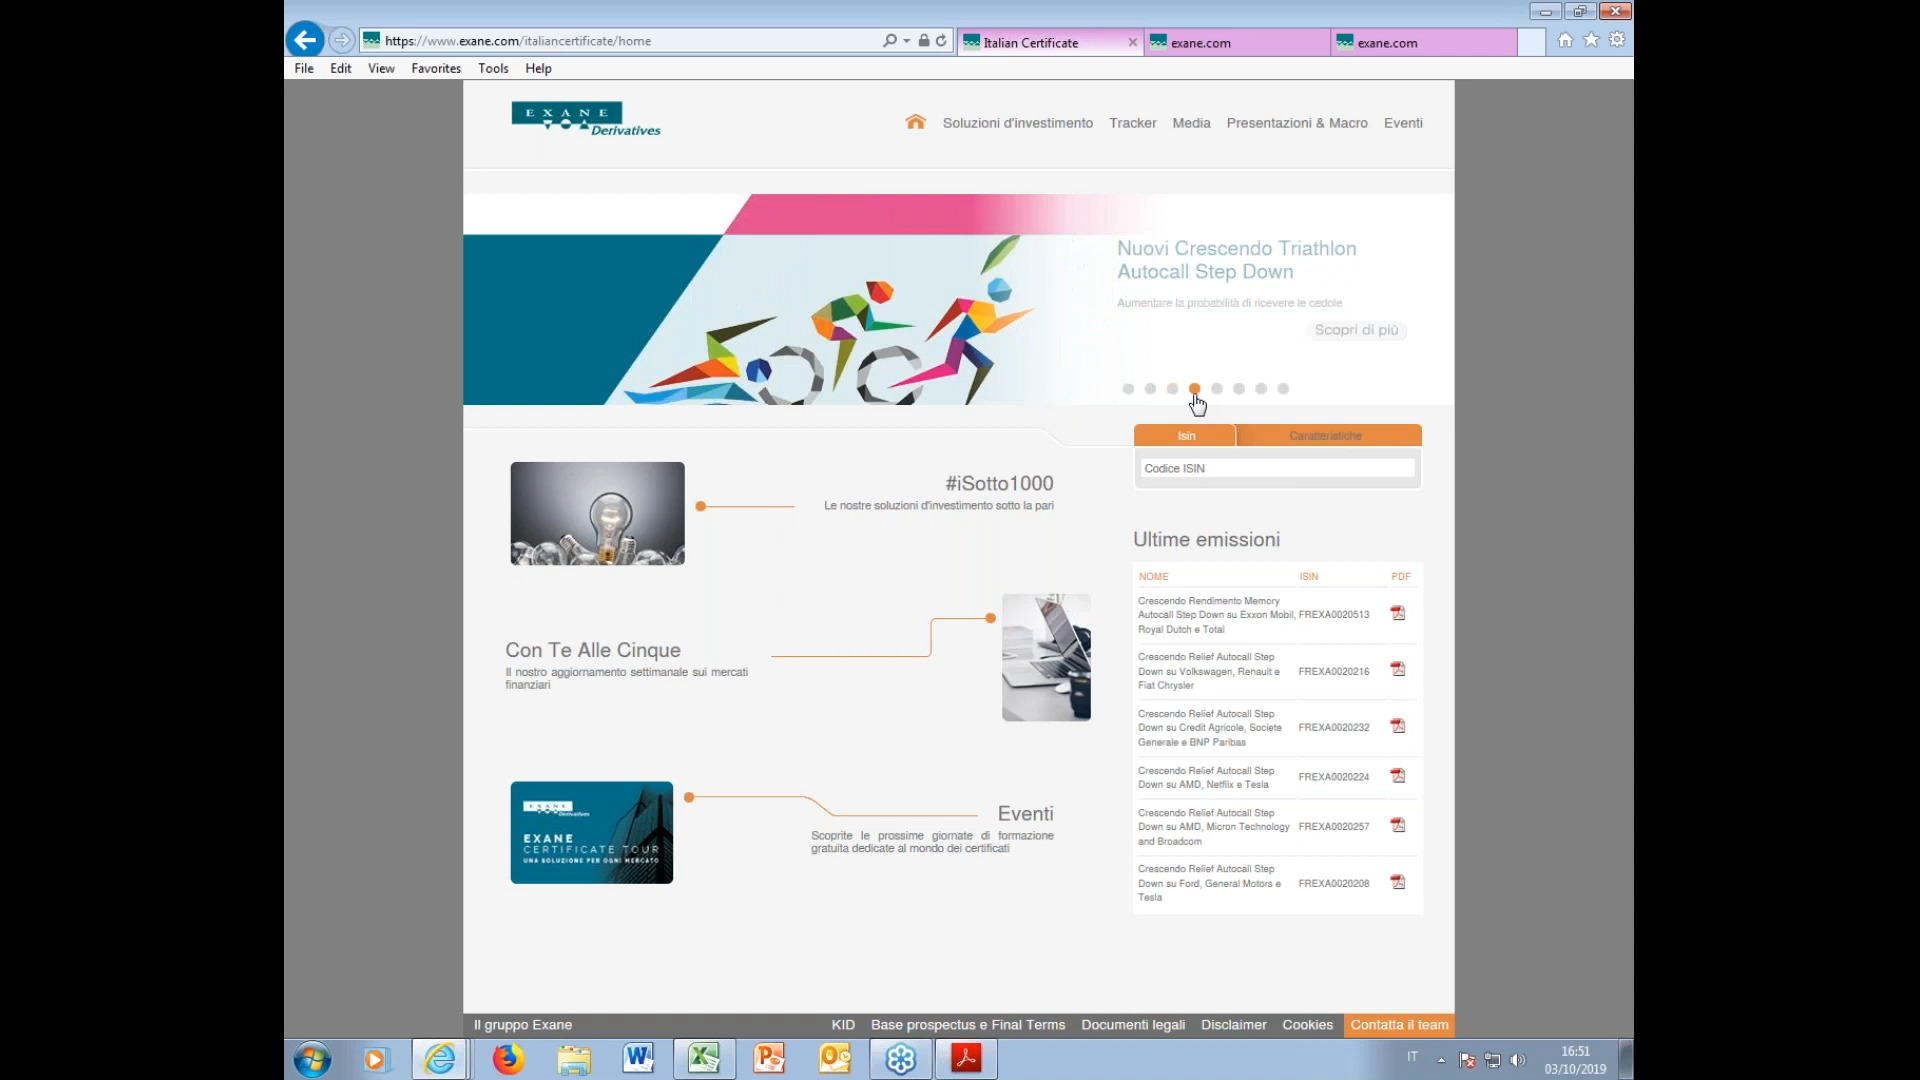 https://www.exane.com/italiancertificate/home
Italian Certificate
exane.com
exane.com
File Edit View Favorites Tools Help
EXANE
Derivatives
Soluzioni d'investimento Tracker Media Presentazioni & Macro Eventi
Nuovi Crescendo Triathlon
Autocall Step Down
Aumentare la probabilità di ricevere le cedole
Scopri di più
Isin Caratteristiche
Codice ISIN
#iSotto1000
Le nostre soluzioni d'investimento sotto la pari
Con Te Alle Cinque
Il nostro aggiornamento settimanale sui mercati
finanziari
EXANE
Derivatives
EXANE
CERTIFICATE TOUR
UNA SOLUZIONE PER OGNI MERCATO
Eventi
Scoprite le prossime giornate di formazione
gratuita dedicate al mondo dei certificati
Ultime emissioni
NOME ISIN PDF
Crescendo Rendimento Memory
Autocall Step Down su Exxon Mobil, FREXA0020513
Royal Dutch e Total
Crescendo Relief Autocall Step
Down su Volkswagen, Renault e FREXA0020216
Fiat Chrysler
Crescendo Relief Autocall Step
Down su Credit Agricole, Societe FREXA0020232
Generale e BNP Paribas
Crescendo Relief Autocall Step
Down su AMD, Netflix e Tesla FREXA0020224
Crescendo Relief Autocall Step
Down su AMD, Micron Technology FREXA0020257
and Broadcom
Crescendo Relief Autocall Step
Down su Ford, General Motors e FREXA0020208
Tesla
Il gruppo Exane KID Base prospectus e Final Terms Documenti legali Disclaimer Cookies Contatta il team
IT
16:51
03/10/2019